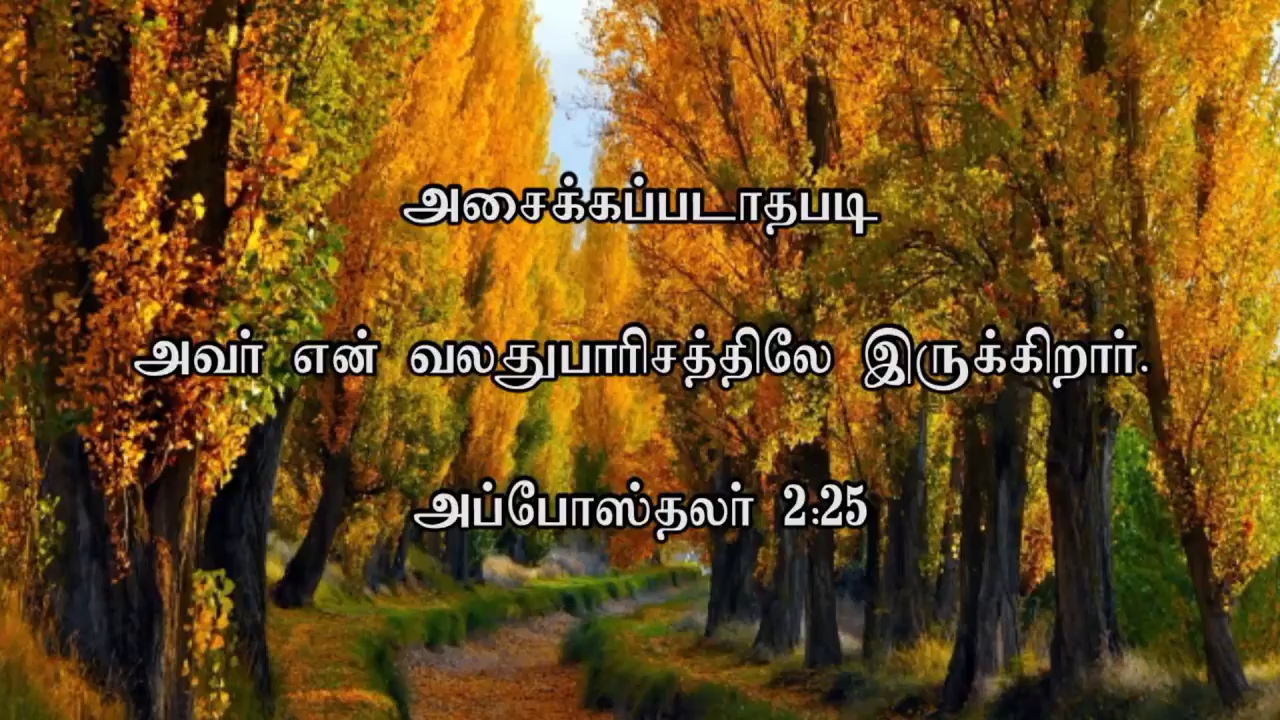 அசைக்கப்படாதபடி
அவர் என் வலதுபாரிசத்திலே இருக்கிறார்.
அப்போஸ்தலர் 2:25